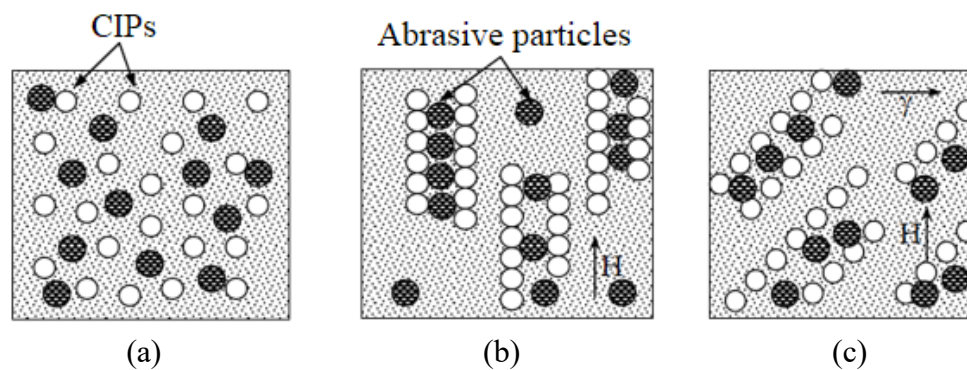 CIPs
Abrasive particles
γ
H
H
(a)
(b)
(c)